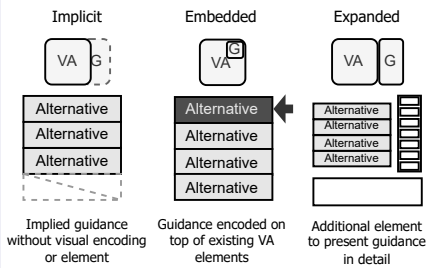 Implicit
Embedded
Expanded
VA G
VA G
VA G
Alternative
Alternative
Alternative
Alternative
Alternative
Alternative
Alternative
Alternative
Alternative
Alternative
Alternative
Implied guidance
without visual encoding
or element
Guidance encoded on
top of existing VA
elements
Additional element
to present guidance
in detail